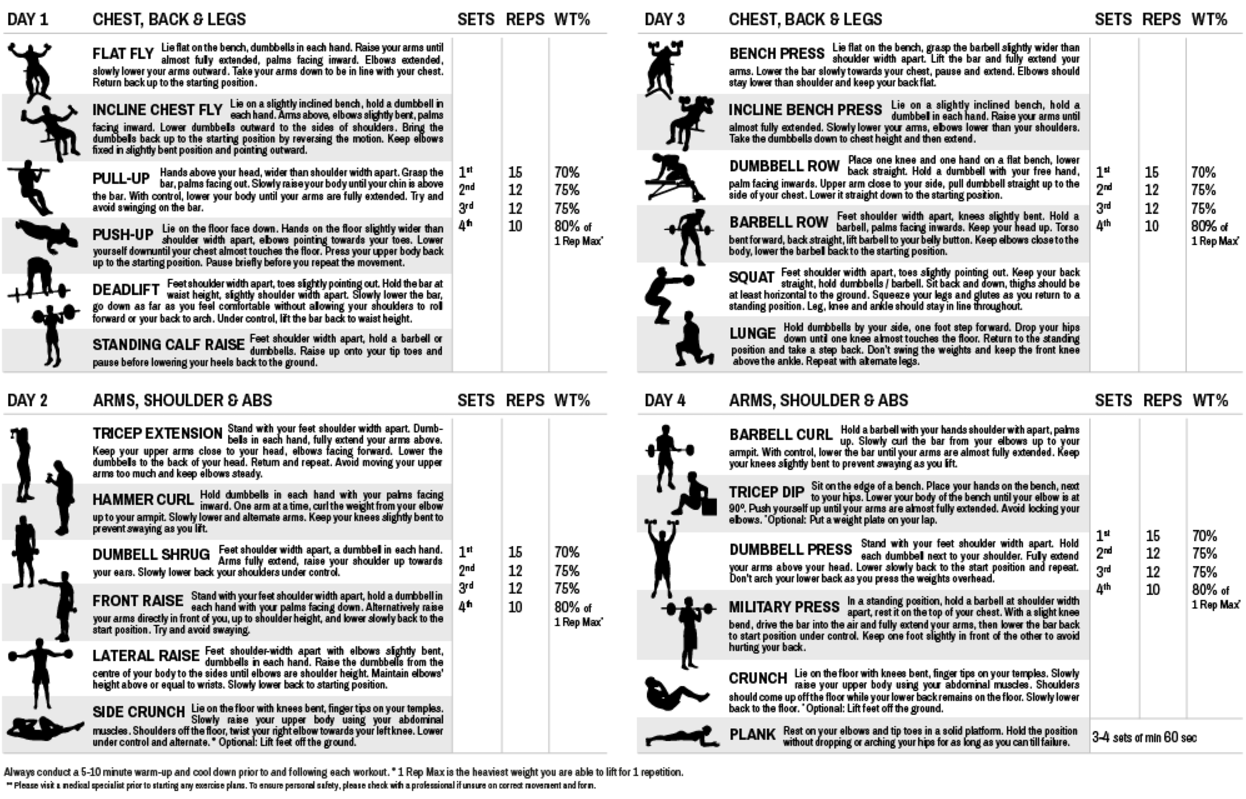 DAY 1 CHEST, BACK & LEGS SETS REPS WT%
FLAT FLY Lie flat on the bench, dumbbells in each hand. Raise your arms until
almost fully extended, palms facing inward. Elbows extended,
slowly lower your arms outward. Take your arms down to be in line with your chest.
Return back up to the starting position.
INCLINE CHEST FLY Lie on a slightly inclined bench, hold a dumbbell in
each hand. Arms above, elbows slightly bent, palms
facing inward. Lower dumbbells outward to the sides of shoulders. Bring the
dumbbells back up to the starting position by reversing the motion. Keep elbows
fixed in slightly bent position and pointing outward.
PULL-UP Hands above your head, wider than shoulder width apart. Grasp the
bar, palms facing out. Slowly raise your body until your chin is above
the bar. With control, lower your body until your arms are fully extended. Try and
avoid swinging on the bar.
PUSH-UP Lie on the floor face down. Hands on the floor slightly wider than
shoulder width apart, elbows pointing towards your toes. Lower
yourself downuntil your chest almost touches the floor. Press your upper body back
up to the starting position. Pause briefly before you repeat the movement.
DEADLIFT Feet shoulder width apart, toes slightly pointing out. Hold the bar at
waist height, slightly shoulder width apart. Slowly lower the bar,
go down as far as you feel comfortable without allowing your shoulders to roll
forward or your back to arch. Under control, lift the bar back to waist height.
STANDING CALF RAISE Feet shoulder width apart, hold a barbell or
dumbbells. Raise up onto your tip toes and
pause before lowering your heels back to the ground.
1st 15 70%
2nd 12 75%
3rd 12 75%
4th 10 80% of
1 Rep Max*
DAY 2 ARMS, SHOULDER & ABS SETS REPS WT%
TRICEP EXTENSION Stand with your feet shoulder width apart. Dumb-
bells in each hand, fully extend your arms above.
Keep your upper arms close to your head, elbows facing forward. Lower the
dumbbells to the back of your head. Return and repeat. Avoid moving your upper
arms too much and keep elbows steady.
HAMMER CURL Hold dumbbells in each hand with your palms facing
inward. One arm at a time, curl the weight from your elbow
up to your armpit. Slowly lower and alternate arms. Keep your knees slightly bent to
prevent swaying as you lift.
DUMBELL SHRUG Feet shoulder width apart, a dumbbell in each hand.
Arms fully extend, raise your shoulder up towards
your ears. Slowly lower back your shoulders under control.
FRONT RAISE Stand with your feet shoulder width apart, hold a dumbbell in
each hand with your palms facing down. Alternatively raise
your arms directly in front of you, up to shoulder height, and lower slowly back to the
start position. Try and avoid swaying.
LATERAL RAISE Feet shoulder-width apart with elbows slightly bent,
dumbbells in each hand. Raise the dumbbells from the
centre of your body to the sides until elbows are shoulder height. Maintain elbows'
height above or equal to wrists. Slowly lower back to starting position.
SIDE CRUNCH Lie on the floor with knees bent, finger tips on your temples.
Slowly raise your upper body using your abdominal
muscles. Shoulders off the floor, twist your right elbow towards your left knee. Lower
under control and alternate. * Optional: Lift feet off the ground.
1st 15 70%
2nd 12 75%
3rd 12 75%
4th 10 80% of
1 Rep Max*
DAY 3 CHEST, BACK & LEGS SETS REPS WT%
BENCH PRESS Lie flat on the bench, grasp the barbell slightly wider than
shoulder width apart. Lift the bar and fully extend your
arms. Lower the bar slowly towards your chest, pause and extend. Elbows should
stay lower than shoulder and keep your back flat.
INCLINE BENCH PRESS Lie on a slightly inclined bench, hold a
dumbbell in each hand. Raise your arms until
almost fully extended. Slowly lower your arms, elbows lower than your shoulders.
Take the dumbbells down to chest height and then extend.
DUMBBELL ROW Place one knee and one hand on a flat bench, lower
back straight. Hold a dumbbell with your free hand,
palm facing inwards. Upper arm close to your side, pull dumbbell straight up to the
side of your chest. Lower it straight down to the starting position.
BARBELL ROW Feet shoulder width apart, knees slightly bent. Hold a
barbell, palms facing inwards. Keep your head up. Torso
bent forward, back straight, lift barbell to your belly button. Keep elbows close to the
body, lower the barbell back to the starting position.
SQUAT Feet shoulder width apart, toes slightly pointing out. Keep your back
straight, hold dumbbells / barbell. Sit back and down, thighs should be
at least horizontal to the ground. Squeeze your legs and glutes as you return to a
standing position. Leg, knee and ankle should stay in line throughout.
LUNGE Hold dumbbells by your side, one foot step forward. Drop your hips
down until one knee almost touches the floor. Return to the standing
position and take a step back. Don't swing the weights and keep the front knee
above the ankle. Repeat with alternate legs.
1st 15 70%
2nd 12 75%
3rd 12 75%
4th 10 80% of
1 Rep Max*
DAY 4 ARMS, SHOULDER & ABS SETS REPS WT%
BARBELL CURL Hold a barbell with your hands shoulder with apart, palms
up. Slowly curl the bar from your elbows up to your
armpit. With control, lower the bar until your arms are almost fully extended. Keep
your knees slightly bent to prevent swaying as you lift.
TRICEP DIP Sit on the edge of a bench. Place your hands on the bench, next
to your hips. Lower your body of the bench until your elbow is at
90º. Push yourself up until your arms are almost fully extended. Avoid locking your
elbows. *Optional: Put a weight plate on your lap.
DUMBBELL PRESS Stand with your feet shoulder width apart. Hold
each dumbbell next to your shoulder. Fully extend
your arms above your head. Lower slowly back to the start position and repeat.
Don't arch your lower back as you press the weights overhead.
MILITARY PRESS In a standing position, hold a barbell at shoulder width
apart, rest it on the top of your chest. With a slight knee
bend, drive the bar into the air and fully extend your arms, then lower the bar back
to start position under control. Keep one foot slightly in front of the other to avoid
hurting your back.
CRUNCH Lie on the floor with knees bent, finger tips on your temples. Slowly
raise your upper body using your abdominal muscles. Shoulders
should come up off the floor while your lower back remains on the floor. Slowly lower
back to the floor. *Optional: Lift feet off the ground.
1st 15 70%
2nd 12 75%
3rd 12 75%
4th 10 80% of
1 Rep Max*
PLANK Rest on your elbows and tip toes in a solid platform. Hold the position
without dropping or arching your hips for as long as you can till failure.
3-4 sets of min 60 sec
Always conduct a 5-10 minute warm-up and cool down prior to and following each workout. * 1 Rep Max is the heaviest weight you are able to lift for 1 repetition.
** Please visit a medical specialist prior to starting any exercise plans. To ensure personal safety, please check with a professional if unsure on correct movement and form.